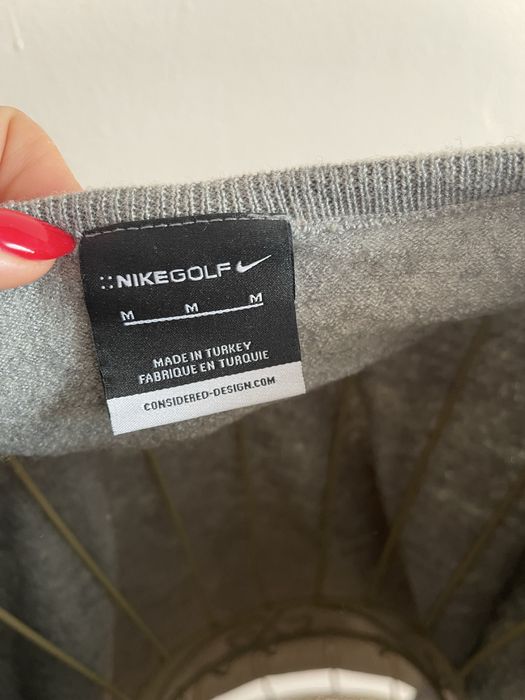 NIKEGOLF
M M M
MADE IN TURKEY
FABRIQUE EN TURQUIE
CONSIDERED-DESIGN.COM